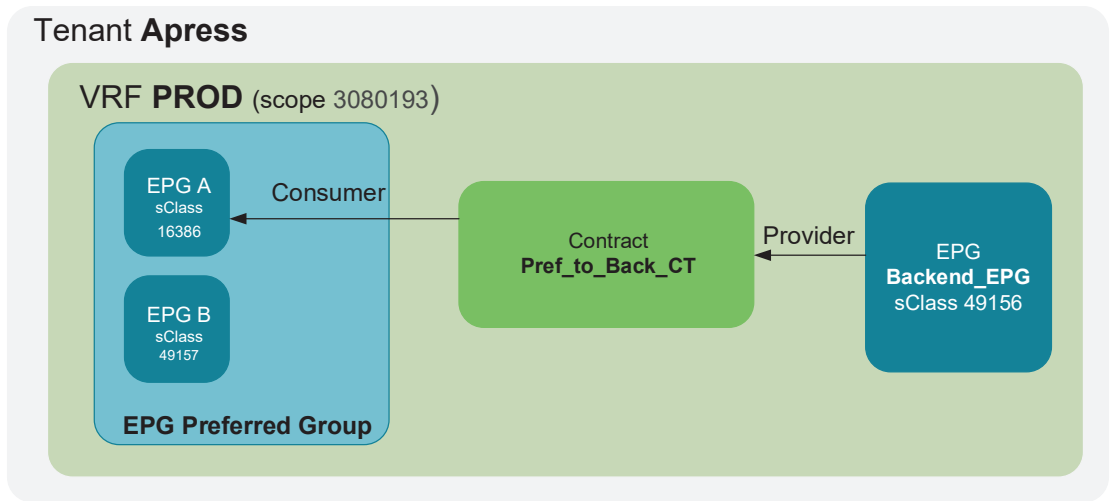 Tenant Apress
VRF PROD (scope 3080193)
EPG A
sClass
16386
Consumer
EPG B
sClass
49157
EPG Preferred Group
Contract
Pref_to_Back_CT
Provider
EPG
Backend_EPG
sClass 49156